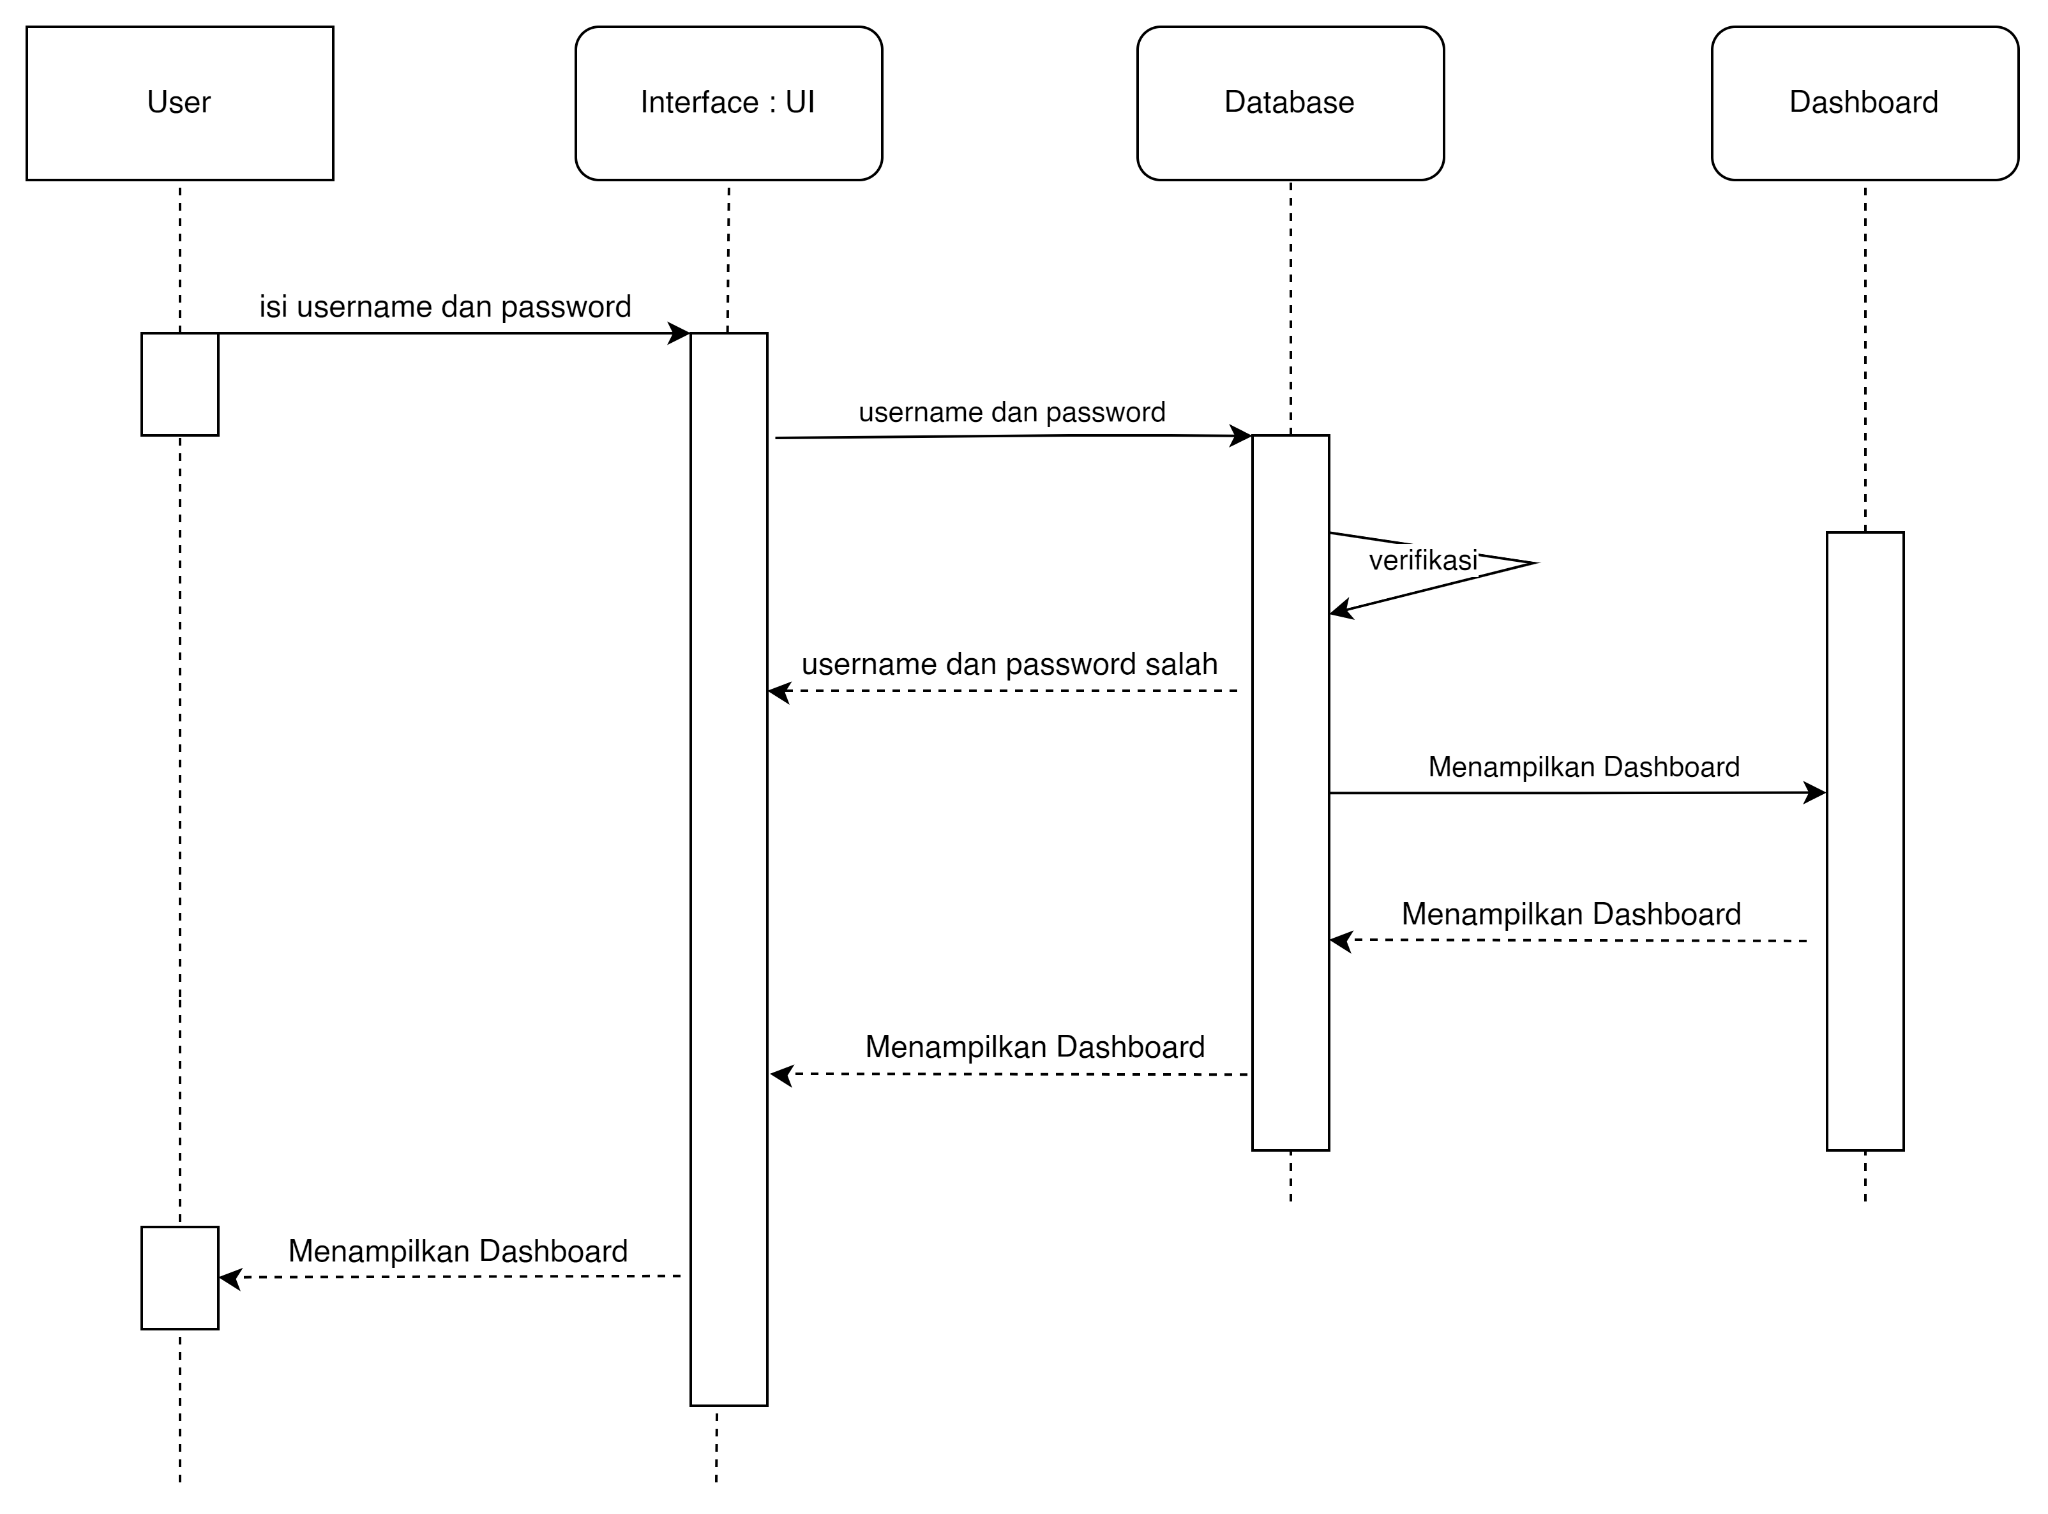 User
Interface : UI
Database
Dashboard
isi username dan password
username dan password
verifikasi
username dan password salah
Menampilkan Dashboard
Menampilkan Dashboard
Menampilkan Dashboard
Menampilkan Dashboard